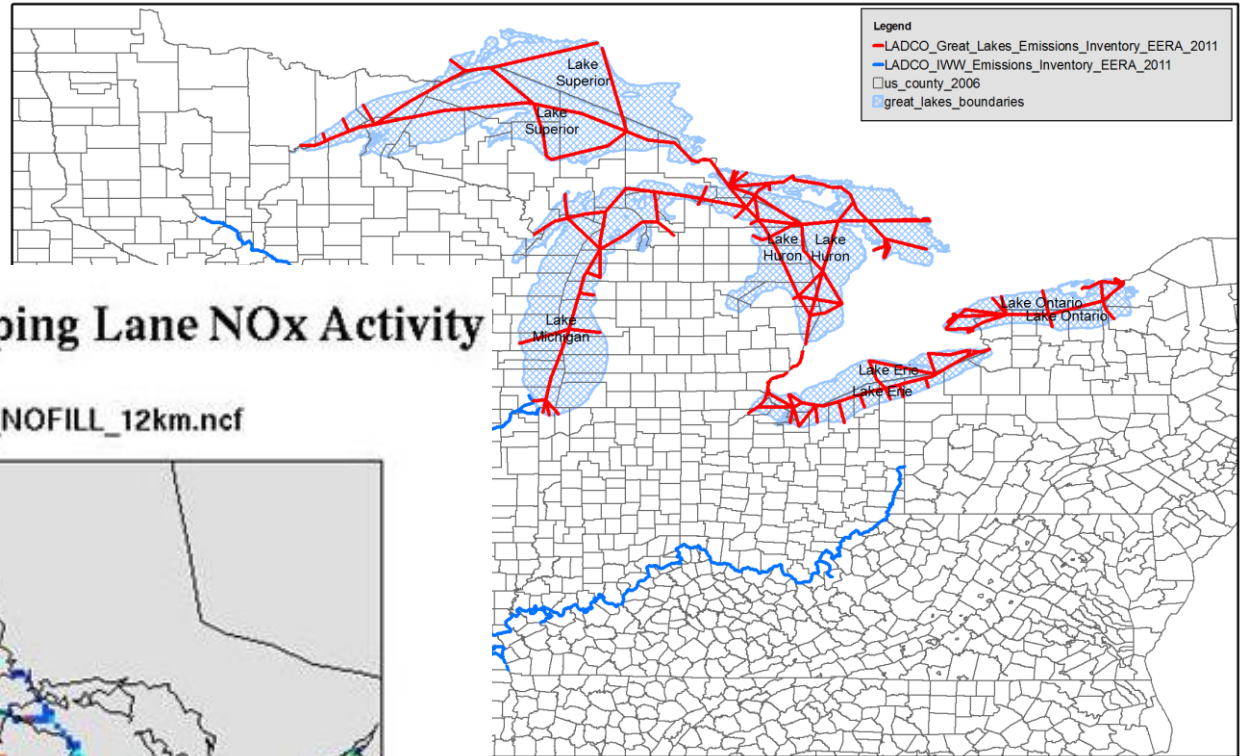 Legend
LADCO_Great_Lakes_Emissions_Inventory_EERA_2011
LADCO_IWW_Emissions_Inventory_EERA_2011
us_county_2006
great_lakes_boundaries
Lake
Superior
Lake
Superior
Lake
Huron
Lake
Huron
Lake Ontario
Lake Ontario
Lake
Michigan
Lake Erie
Lake Erie
ping Lane NOx Activity
_NOFILL_12km.ncf